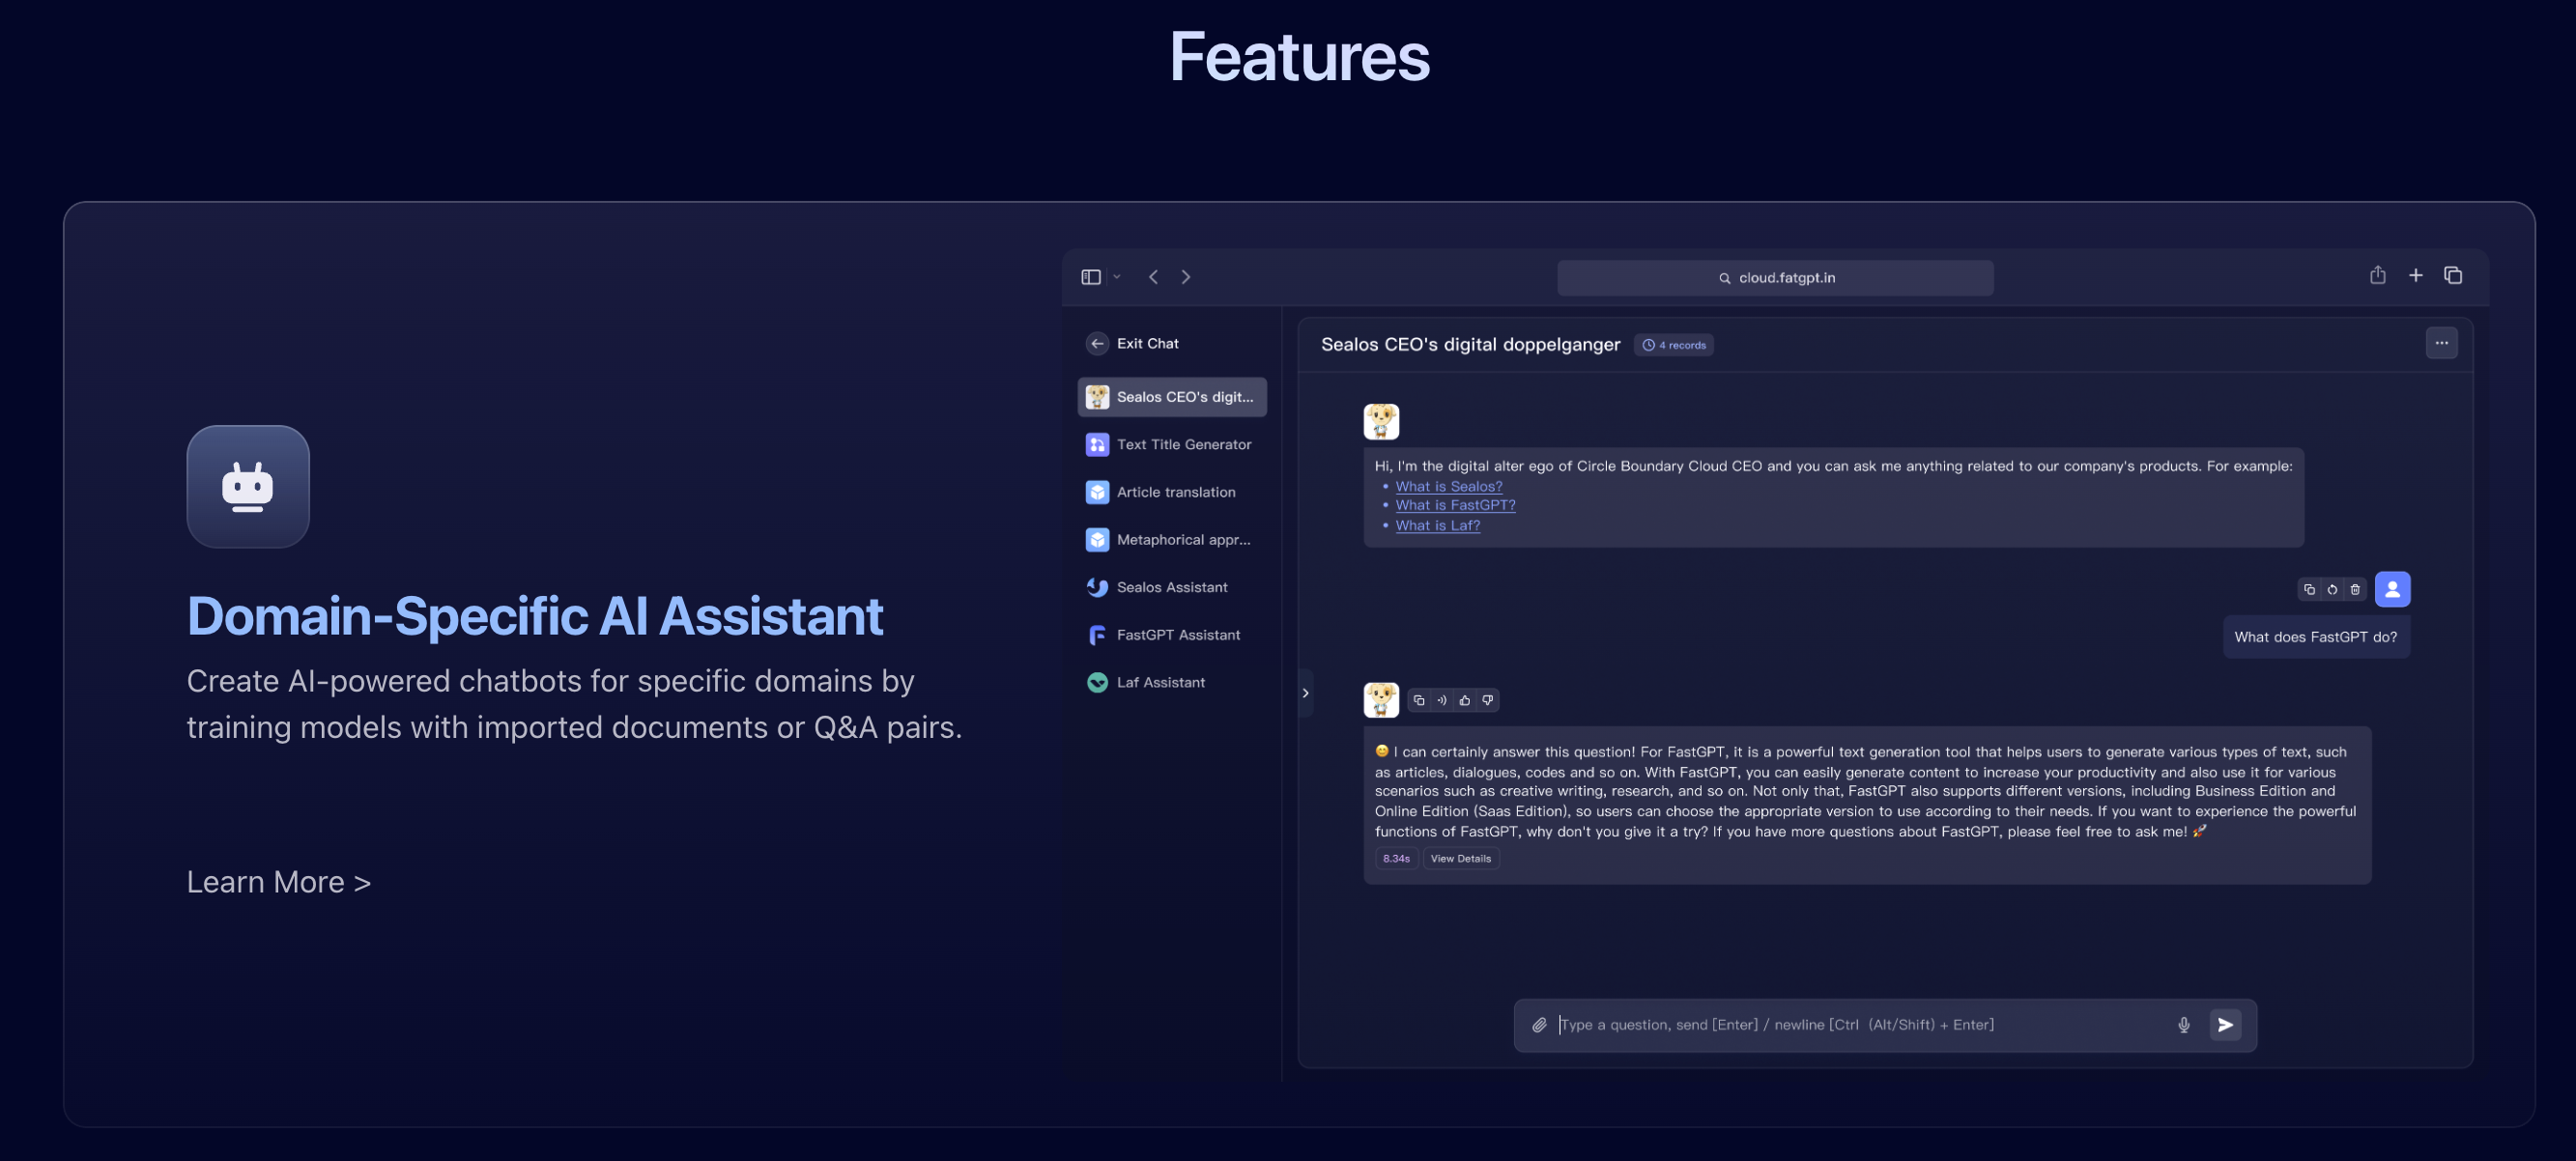 Features
Domain-Specific AI Assistant
Create AI-powered chatbots for specific domains by
training models with imported documents or Q&A pairs.
Learn More >
cloud.fatgpt.in
Exit Chat
Sealos CEO's digit...
Text Title Generator
Article translation
Metaphorical appr...
Sealos Assistant
FastGPT Assistant
Laf Assistant
Sealos CEO's digital doppelganger
4 records
Hi, I'm the digital alter ego of Circle Boundary Cloud CEO and you can ask me anything related to our company's products. For example:
• What is Sealos?
• What is FastGPT?
• What is Laf?
What does FastGPT do?
😊 I can certainly answer this question! For FastGPT, it is a powerful text generation tool that helps users to generate various types of text, such
as articles, dialogues, codes and so on. With FastGPT, you can easily generate content to increase your productivity and also use it for various
scenarios such as creative writing, research, and so on. Not only that, FastGPT also supports different versions, including Business Edition and
Online Edition (Saas Edition), so users can choose the appropriate version to use according to their needs. If you want to experience the powerful
functions of FastGPT, why don't you give it a try? If you have more questions about FastGPT, please feel free to ask me! 🚀
8.34s
View Details
Type a question, send [Enter] / newline [Ctrl (Alt/Shift) + Enter]